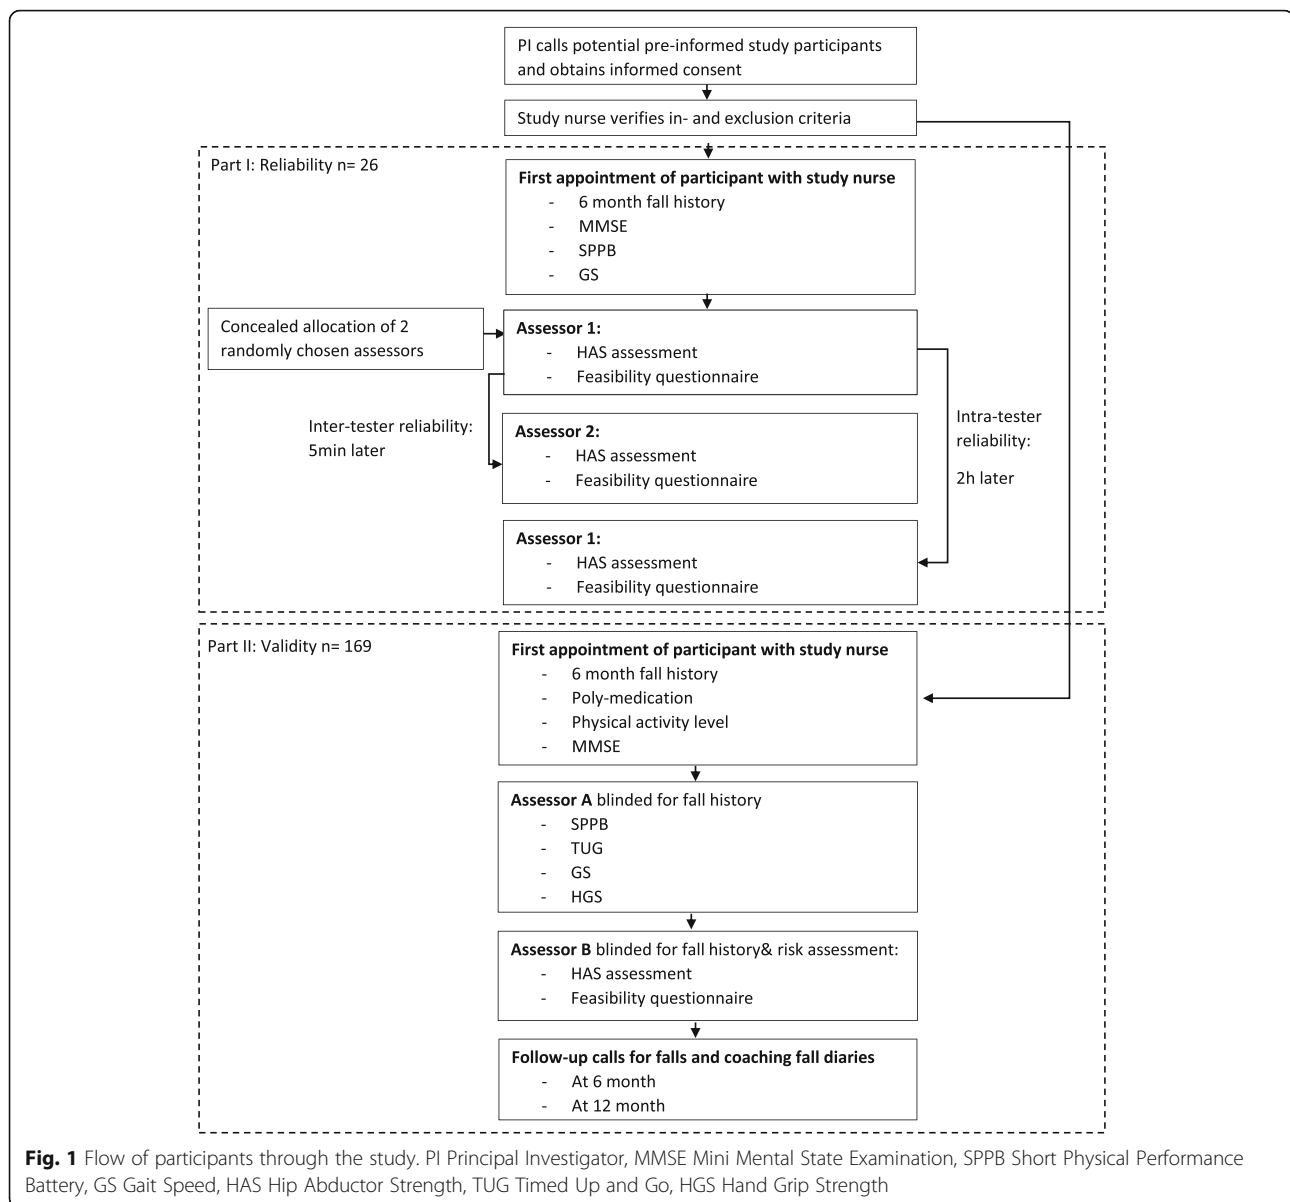 PI calls potential pre-informed study participants
and obtains informed consent
Study nurse verifies in- and exclusion criteria
Part I: Reliability n= 26
First appointment of participant with study nurse
- 6 month fall history
- MMSE
- SPPB
- GS
Concealed allocation of 2
randomly chosen assessors
Assessor 1:
- HAS assessment
- Feasibility questionnaire
Inter-tester reliability:
5min later
Intra-tester
reliability:
2h later
Assessor 2:
- HAS assessment
- Feasibility questionnaire
Assessor 1:
- HAS assessment
- Feasibility questionnaire
Part II: Validity n= 169
First appointment of participant with study nurse
- 6 month fall history
- Poly-medication
- Physical activity level
- MMSE
Assessor A blinded for fall history
- SPPB
- TUG
- GS
- HGS
Assessor B blinded for fall history& risk assessment:
- HAS assessment
- Feasibility questionnaire
Follow-up calls for falls and coaching fall diaries
- At 6 month
- At 12 month
Fig. 1 Flow of participants through the study. PI Principal Investigator, MMSE Mini Mental State Examination, SPPB Short Physical Performance
Battery, GS Gait Speed, HAS Hip Abductor Strength, TUG Timed Up and Go, HGS Hand Grip Strength